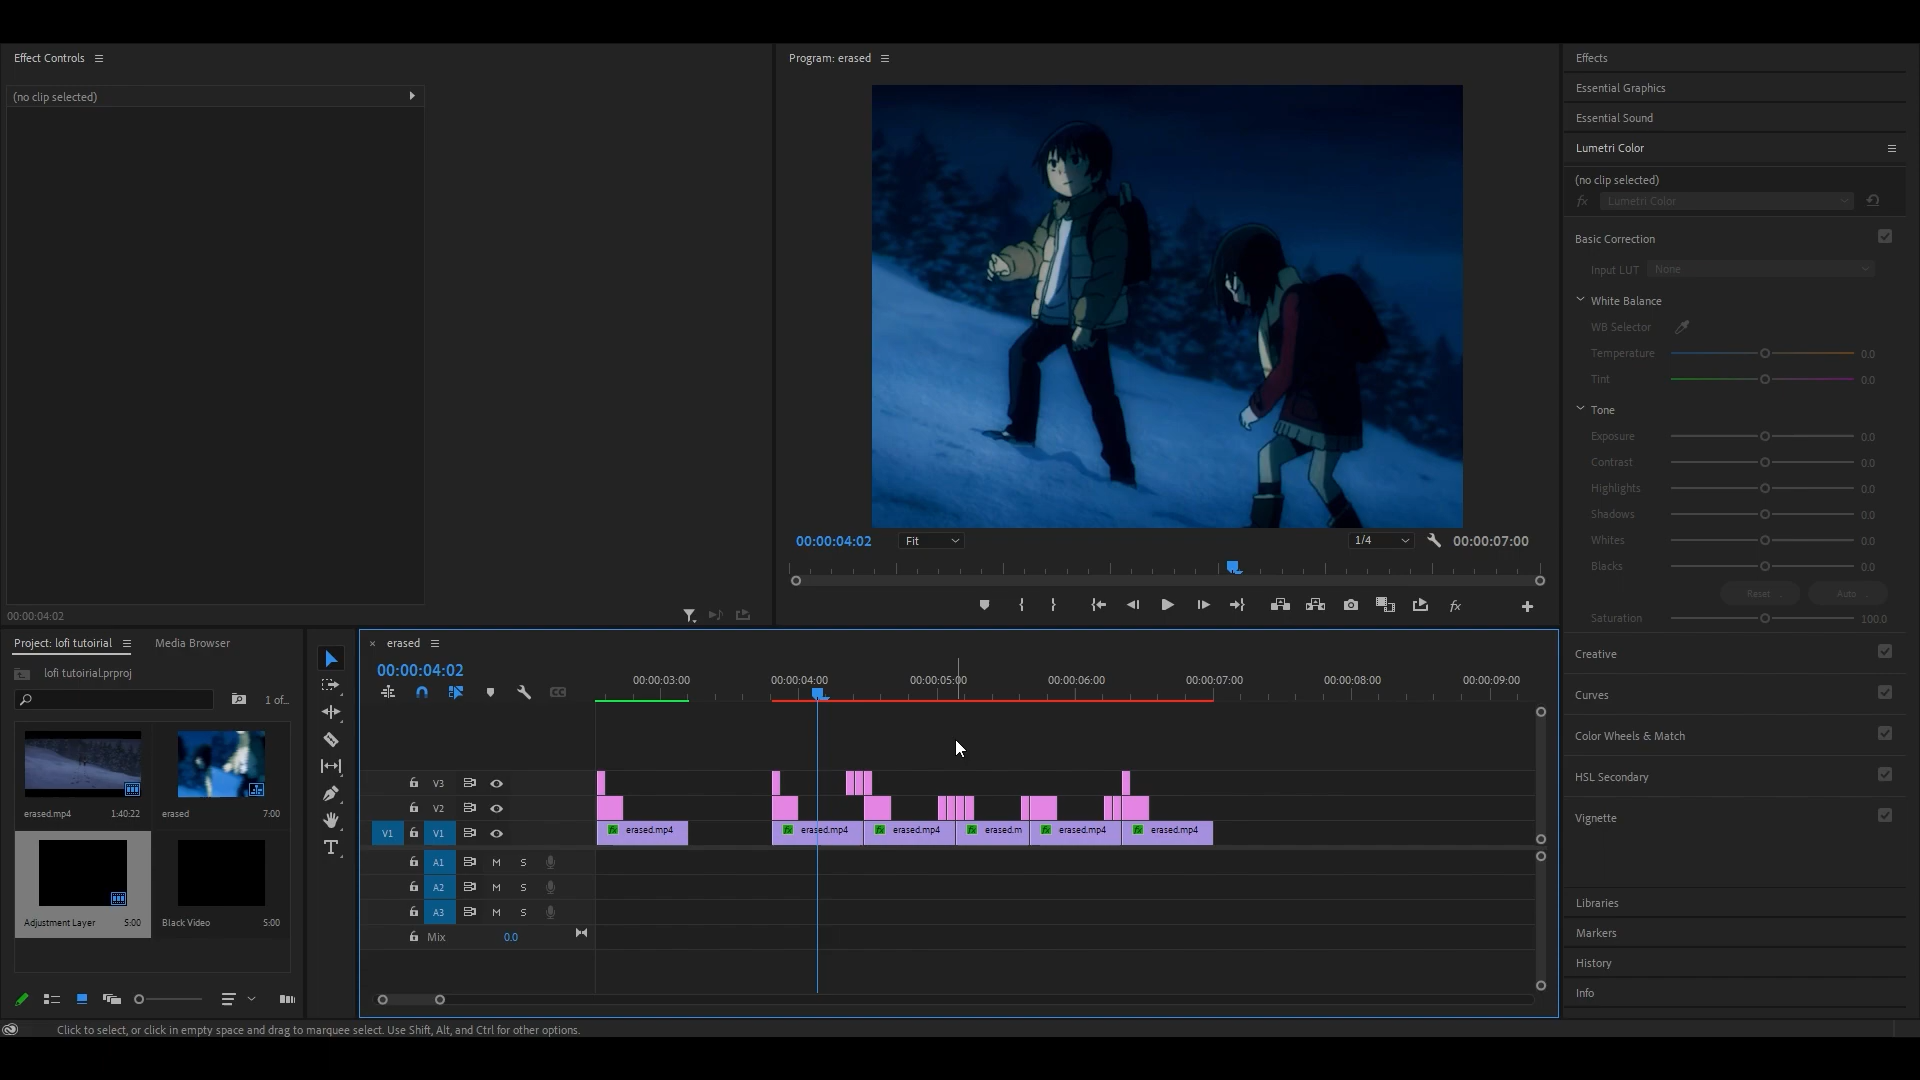 Effect Controls
(no clip selected)
00:00:04:02
Program: erased
00:00:04:02
Fit
1/4
00:00:07:00
Effects
Essential Graphics
Essential Sound
Lumetri Color
(no clip selected)
fx
Lumetri Color
Basic Correction
Input LUT
None
White Balance
WB Selector
Temperature
0.0
Tint
0.0
Tone
Exposure
0.0
Contrast
0.0
Highlights
0.0
Shadows
0.0
Whites
0.0
Blacks
0.0
Reset
Auto
Saturation
100.0
Creative
Curves
Color Wheels & Match
HSL Secondary
Vignette
Libraries
Markers
History
Info
Project: lofi tutoirial
Media Browser
lofi tutoirial.prproj
1 of...
erased.mp4
1:40:22
erased
7:00
Adjustment Layer
5:00
Black Video
5:00
erased
00:00:04:02
00:00:03:00
00:00:04:00
00:00:05:00
00:00:06:00
00:00:07:00
00:00:08:00
00:00:09:00
V3
V2
V1
V1
fx erased.mp4
fx erased.mp4
fx erased.mp4
fx erased.m
fx erased.mp4
fx erased.mp4
A1
M
S
A2
M
S
A3
M
S
Mix
0.0
Click to select, or click in empty space and drag to marquee select. Use Shift, Alt, and Ctrl for other options.